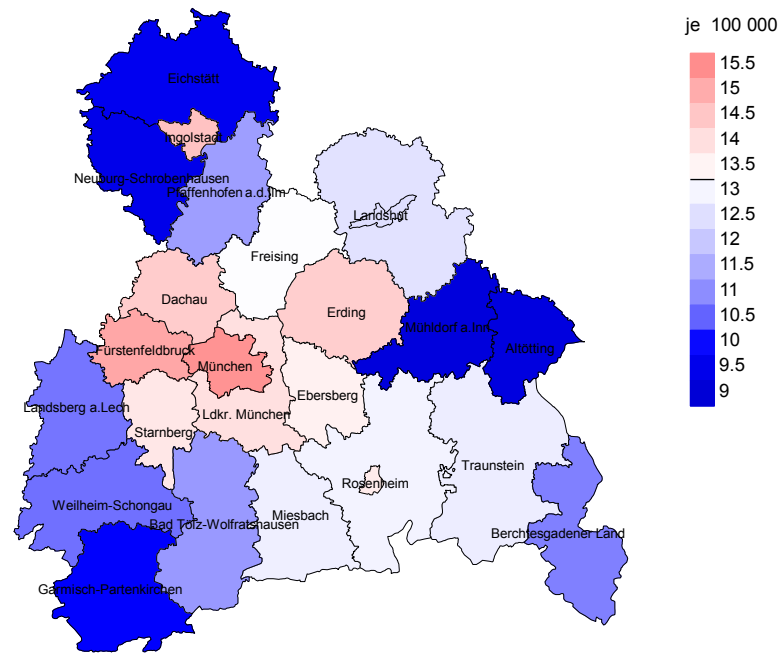 je 100 000
15.5
15
14.5
14
13.5
13
12.5
12
11.5
11
10.5
10
9.5
9
Eichstätt
Ingolstadt
Neuburg Schrobenhausen
Pfaffenhofen a.d.Ilm
Landshut
Freising
Dachau
Erding
Mühldorf a.Inn
Altötting
Fürstenfeldbruck
München
Ebersberg
Landsberg a.Lech
Ldkr. München
Starnberg
Traunstein
Rosenheim
Weilheim-Schongau
Miesbach
Bad Tölz-Wolfratshausen
Berchtesgadener Land
Garmisch-Partenkirchen